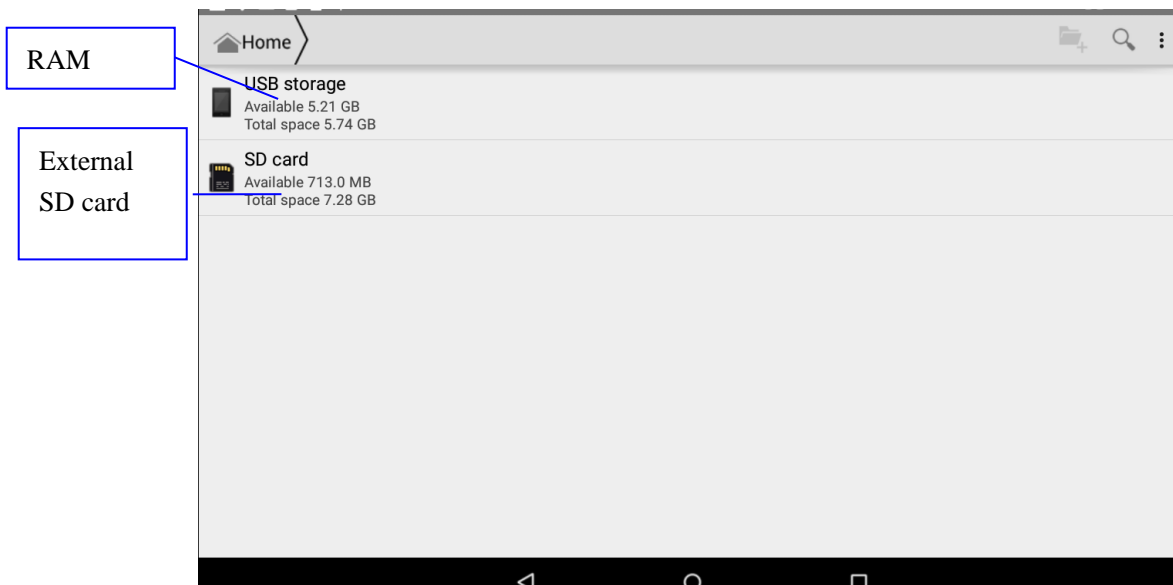 Home
RAM
USB storage
Available 5.21 GB
Total space 5.74 GB
External
SD card
SD card
Available 713.0 MB
Total space 7.28 GB